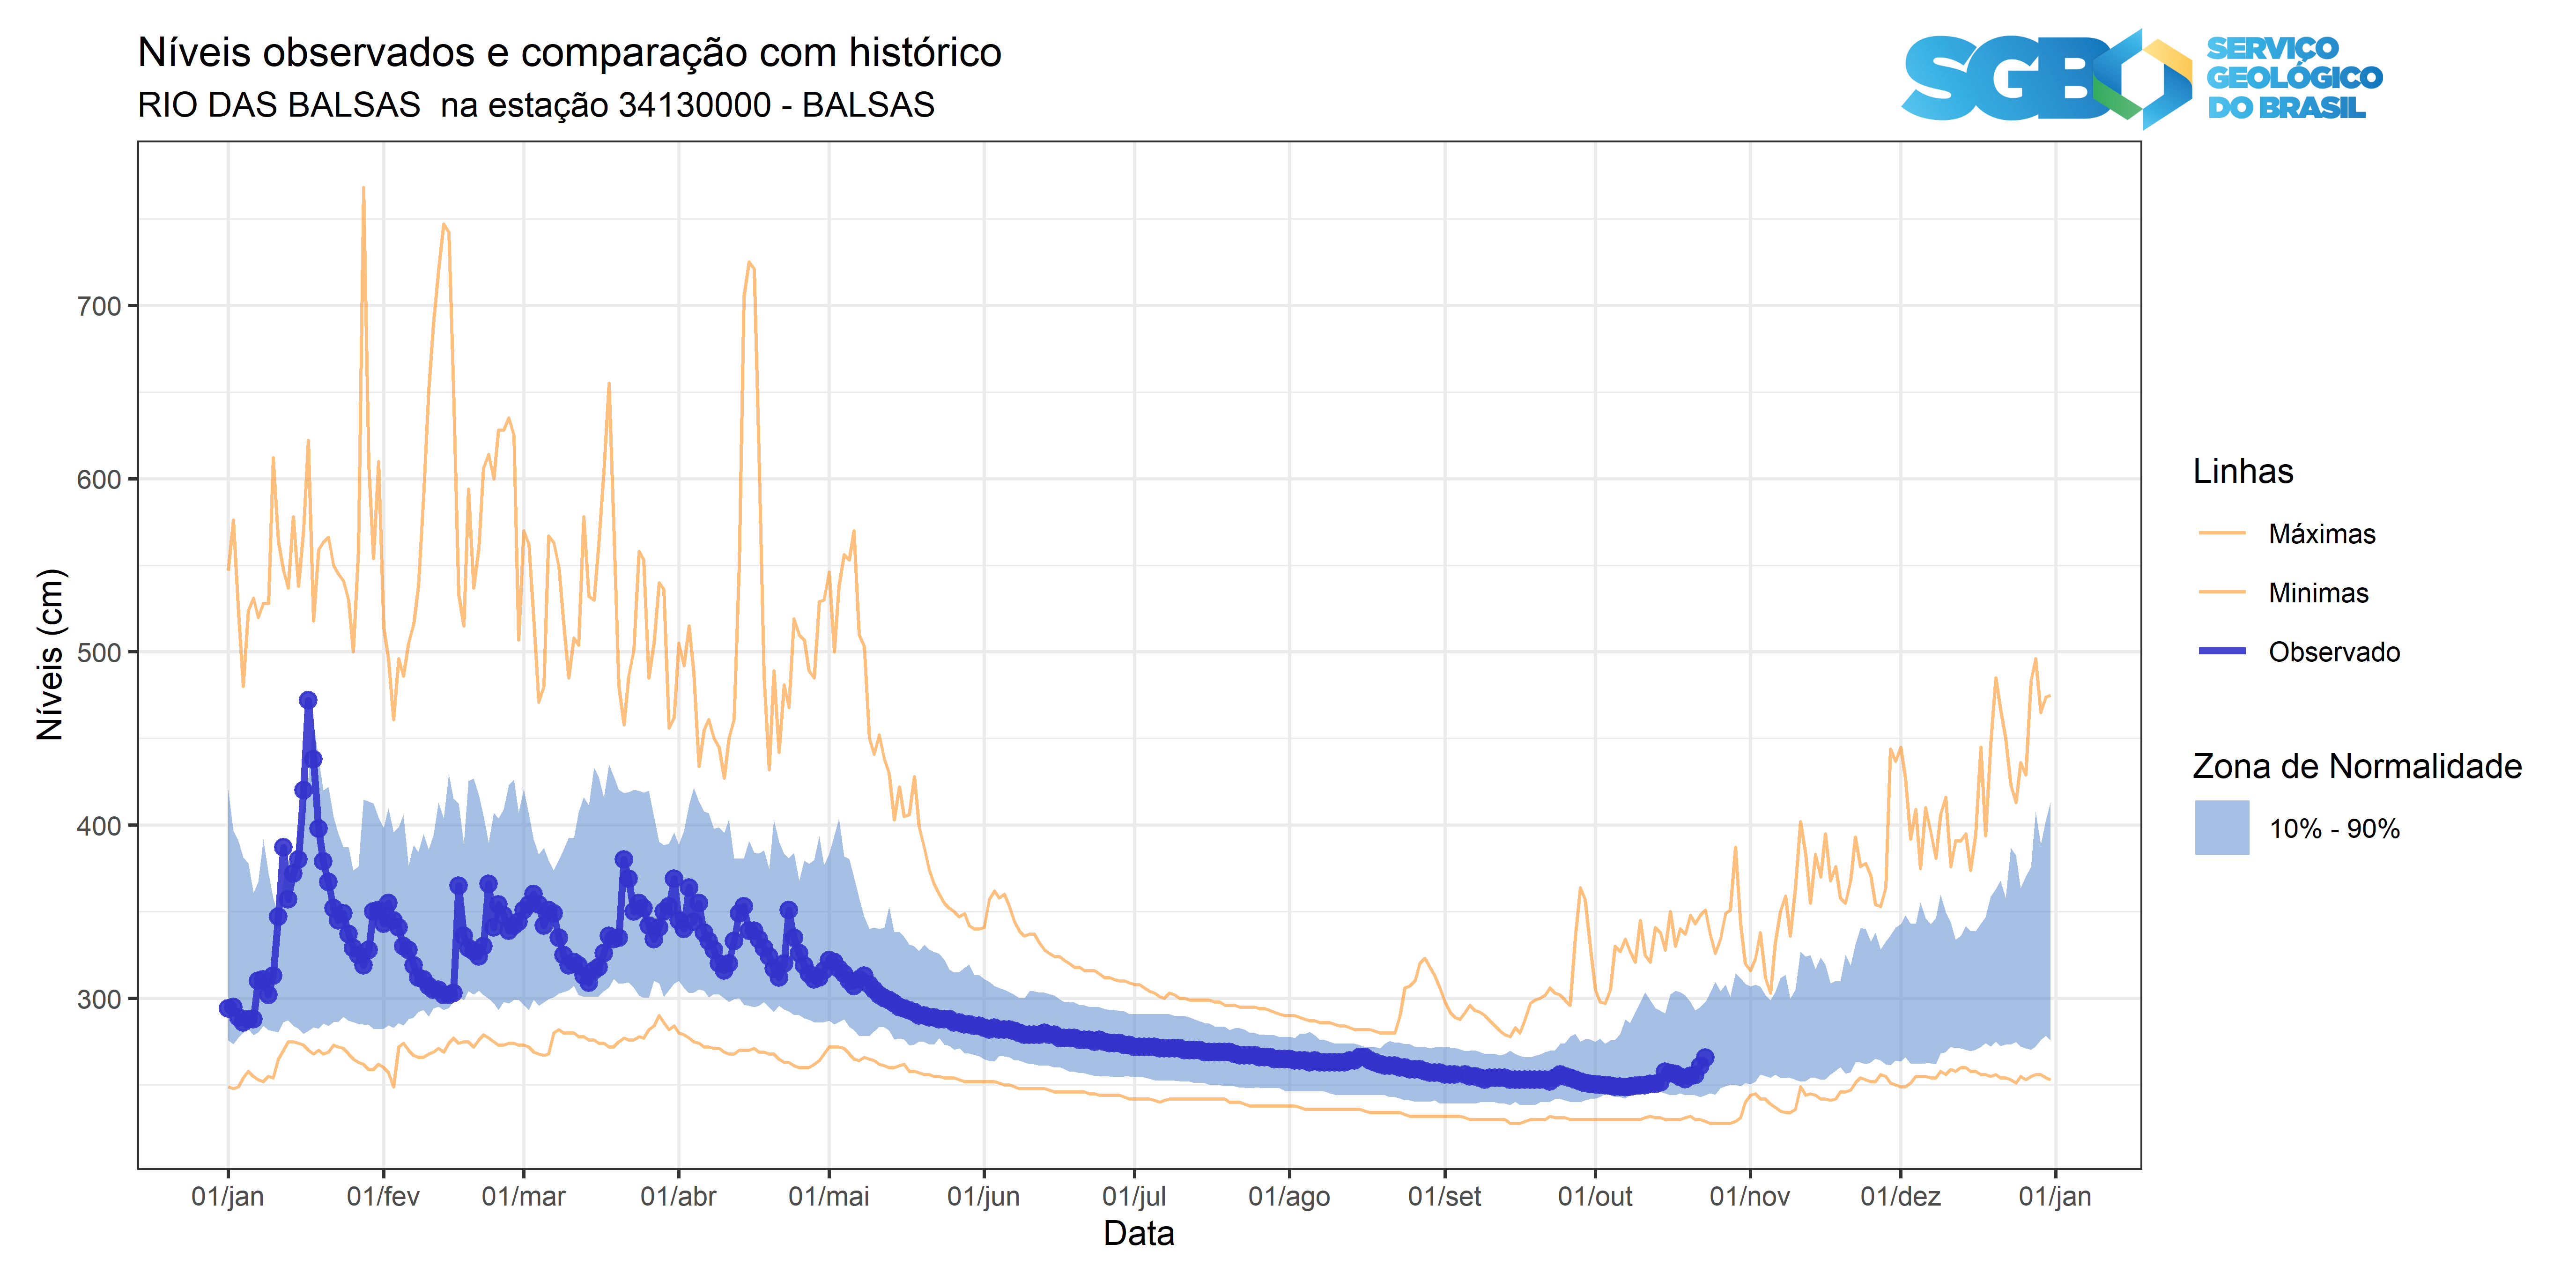 Níveis observados e comparação com histórico
RIO DAS BALSAS  na estação 34130000 - BALSAS
SGB
SERVIÇO
GEOLÓGICO
DO BRASIL
Níveis (cm)
700
600
500
400
300
01/jan
01/fev
01/mar
01/abr
01/mai
01/jun
01/jul
01/ago
01/set
01/out
01/nov
01/dez
01/jan
Data
Linhas
Máximas
Minimas
Observado
Zona de Normalidade
10% - 90%